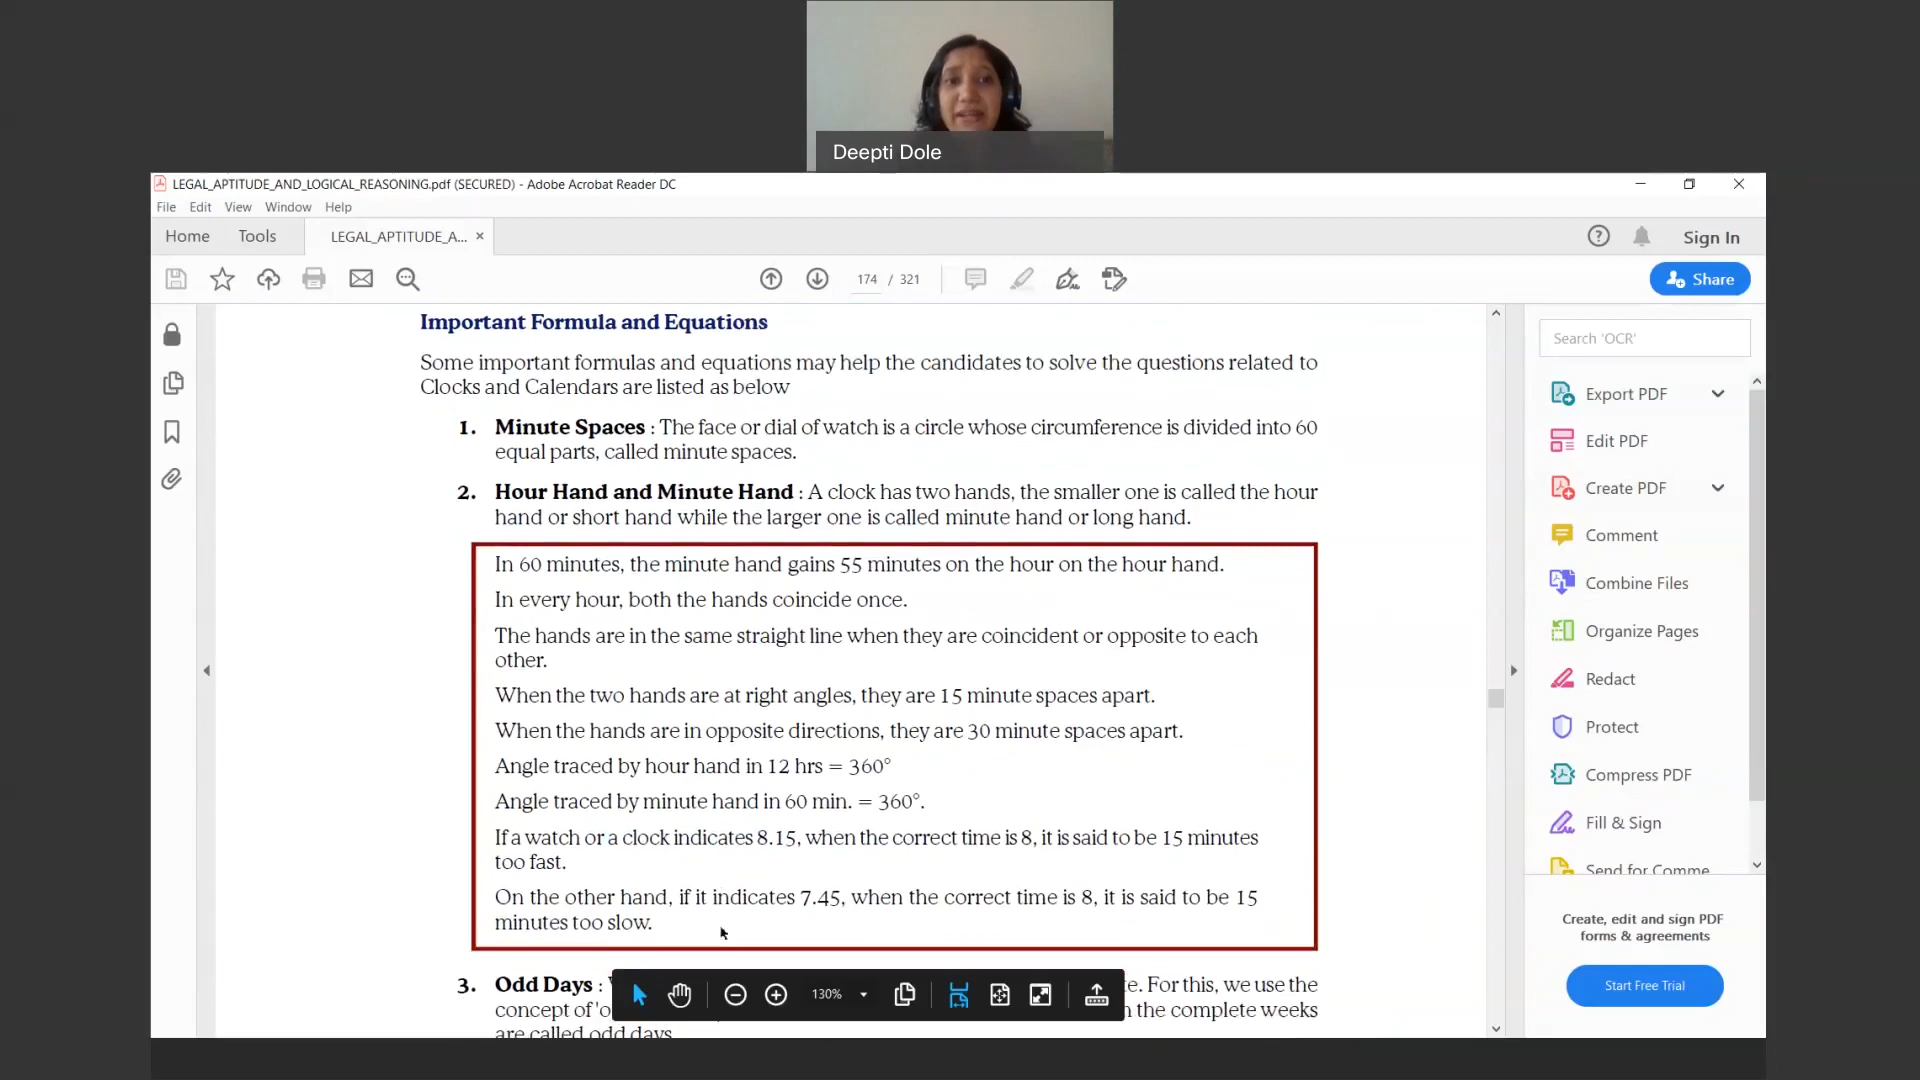 Deepti Dole
LEGAL_APTITUDE_AND_LOGICAL_REASONING.pdf (SECURED) - Adobe Acrobat Reader DC
File Edit View Window Help
Home Tools LEGAL_APTITUDE_A... × Sign In
174 / 321 Share
Important Formula and Equations
Some important formulas and equations may help the candidates to solve the questions related to
Clocks and Calendars are listed as below
1. Minute Spaces : The face or dial of watch is a circle whose circumference is divided into 60
equal parts, called minute spaces.
2. Hour Hand and Minute Hand : A clock has two hands, the smaller one is called the hour
hand or short hand while the larger one is called minute hand or long hand.
In 60 minutes, the minute hand gains 55 minutes on the hour on the hour hand.
In every hour, both the hands coincide once.
The hands are in the same straight line when they are coincident or opposite to each
other.
When the two hands are at right angles, they are 15 minute spaces apart.
When the hands are in opposite directions, they are 30 minute spaces apart.
Angle traced by hour hand in 12 hrs = 360°
Angle traced by minute hand in 60 min. = 360°.
If a watch or a clock indicates 8.15, when the correct time is 8, it is said to be 15 minutes
too fast.
On the other hand, if it indicates 7.45, when the correct time is 8, it is said to be 15
minutes too slow.
3. Odd Days : For this, we use the
concept of the complete weeks
are called odd days
130%
Search 'OCR'
Export PDF
Edit PDF
Create PDF
Comment
Combine Files
Organize Pages
Redact
Protect
Compress PDF
Fill & Sign
Send for Comme
Create, edit and sign PDF
forms & agreements
Start Free Trial